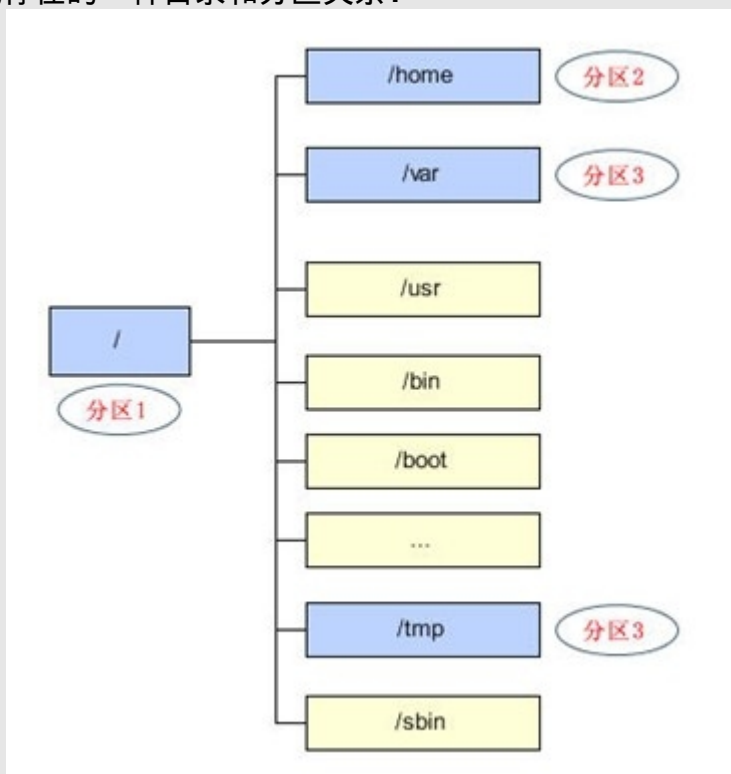 /home 分区2
/var 分区3
/usr
/
/bin
分区1
/boot
...
/tmp 分区3
/sbin